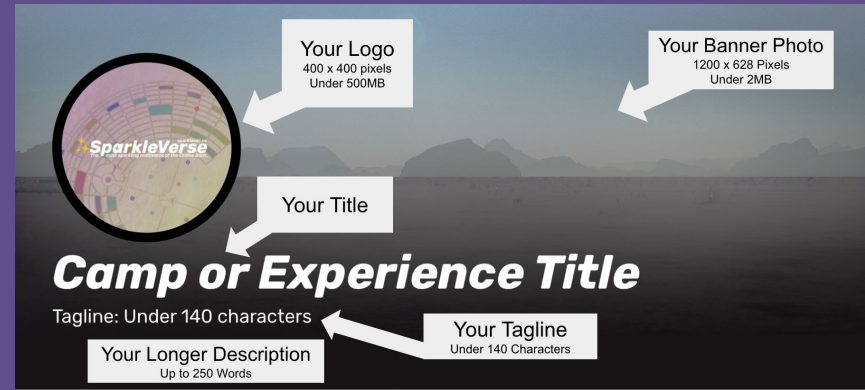 Your Logo
400 x 400 pixels
Under 500MB
Your Banner Photo
1200 x 628 Pixels
Under 2MB
SparkleVerse
Your Title
Camp or Experience Title
Tagline: Under 140 characters
Your Tagline
Under 140 Characters
Your Longer Description
Up to 250 Words